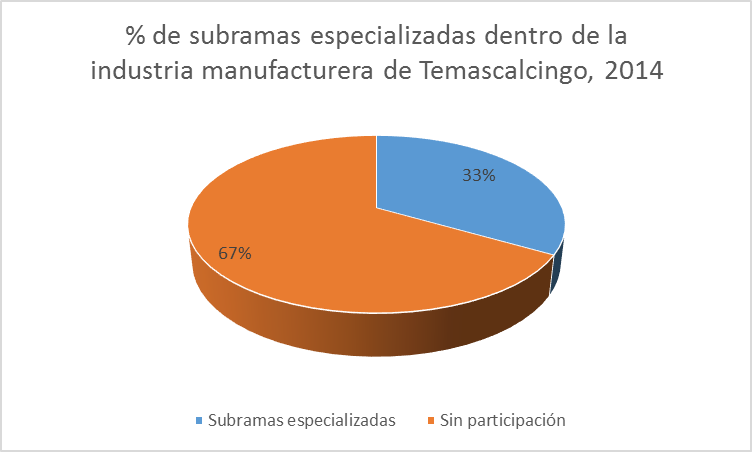 % de subramas especializadas dentro de la
industria manufacturera de Temascalcingo, 2014
33%
67%
Subramas especializadas
Sin participación